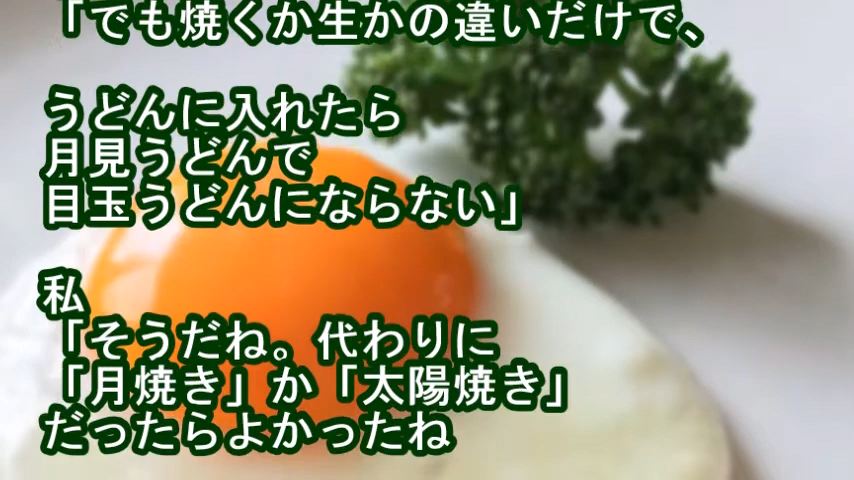 「でも焼くか生かの違いだけで、
うどんに入れたら
月見うどんで
目玉うどんにならない」
私
「そうだね。代わりに
「月焼き」か「太陽焼き」
だったらよかったね